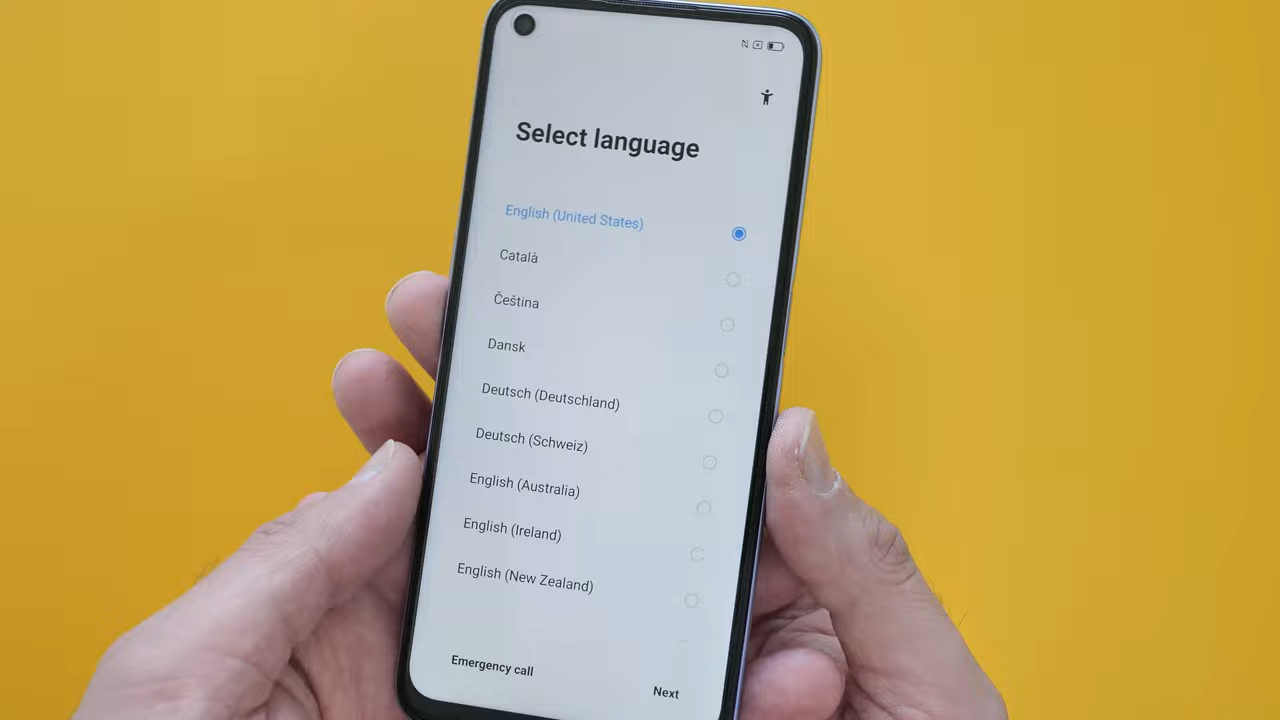 Select language
English (United States)
Català
Čeština
Dansk
Deutsch (Deutschland)
Deutsch (Schweiz)
English (Australia)
English (Ireland)
English (New Zealand)
Emergency call
Next